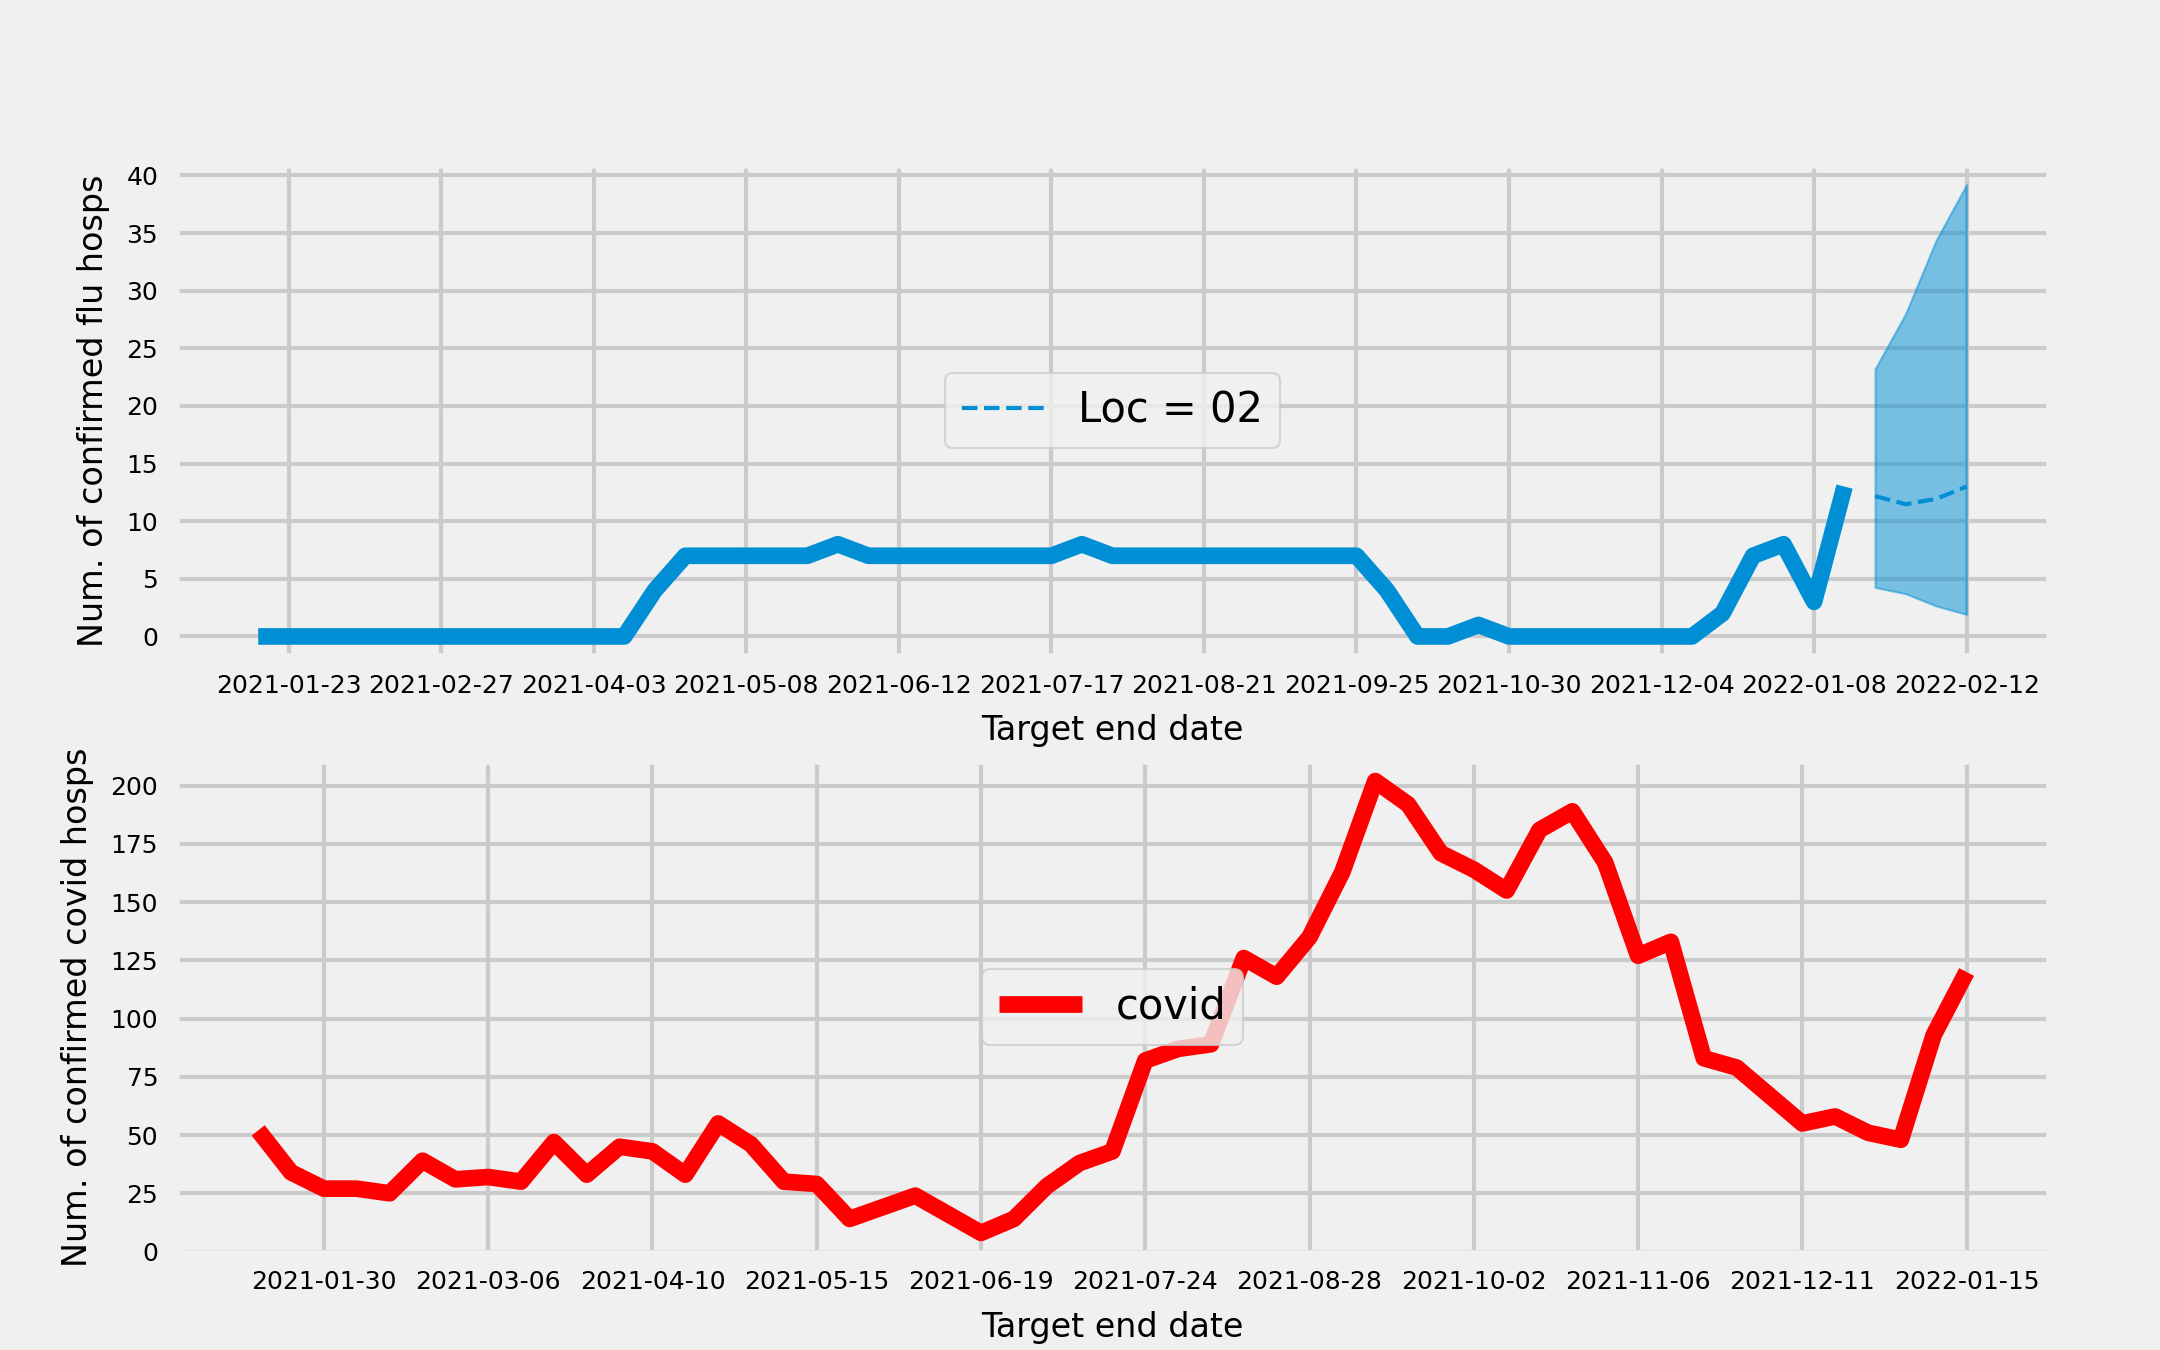 Num. of confirmed flu hosps
40
35
30
25
20
15
10
5
0
Loc = 02
2021-01-23 2021-02-27 2021-04-03 2021-05-08 2021-06-12 2021-07-17 2021-08-21 2021-09-25 2021-10-30 2021-12-04 2022-01-08 2022-02-12
Target end date
Num. of confirmed covid hosps
200
175
150
125
100
75
50
25
0
covid
2021-01-30 2021-03-06 2021-04-10 2021-05-15 2021-06-19 2021-07-24 2021-08-28 2021-10-02 2021-11-06 2021-12-11 2022-01-15
Target end date